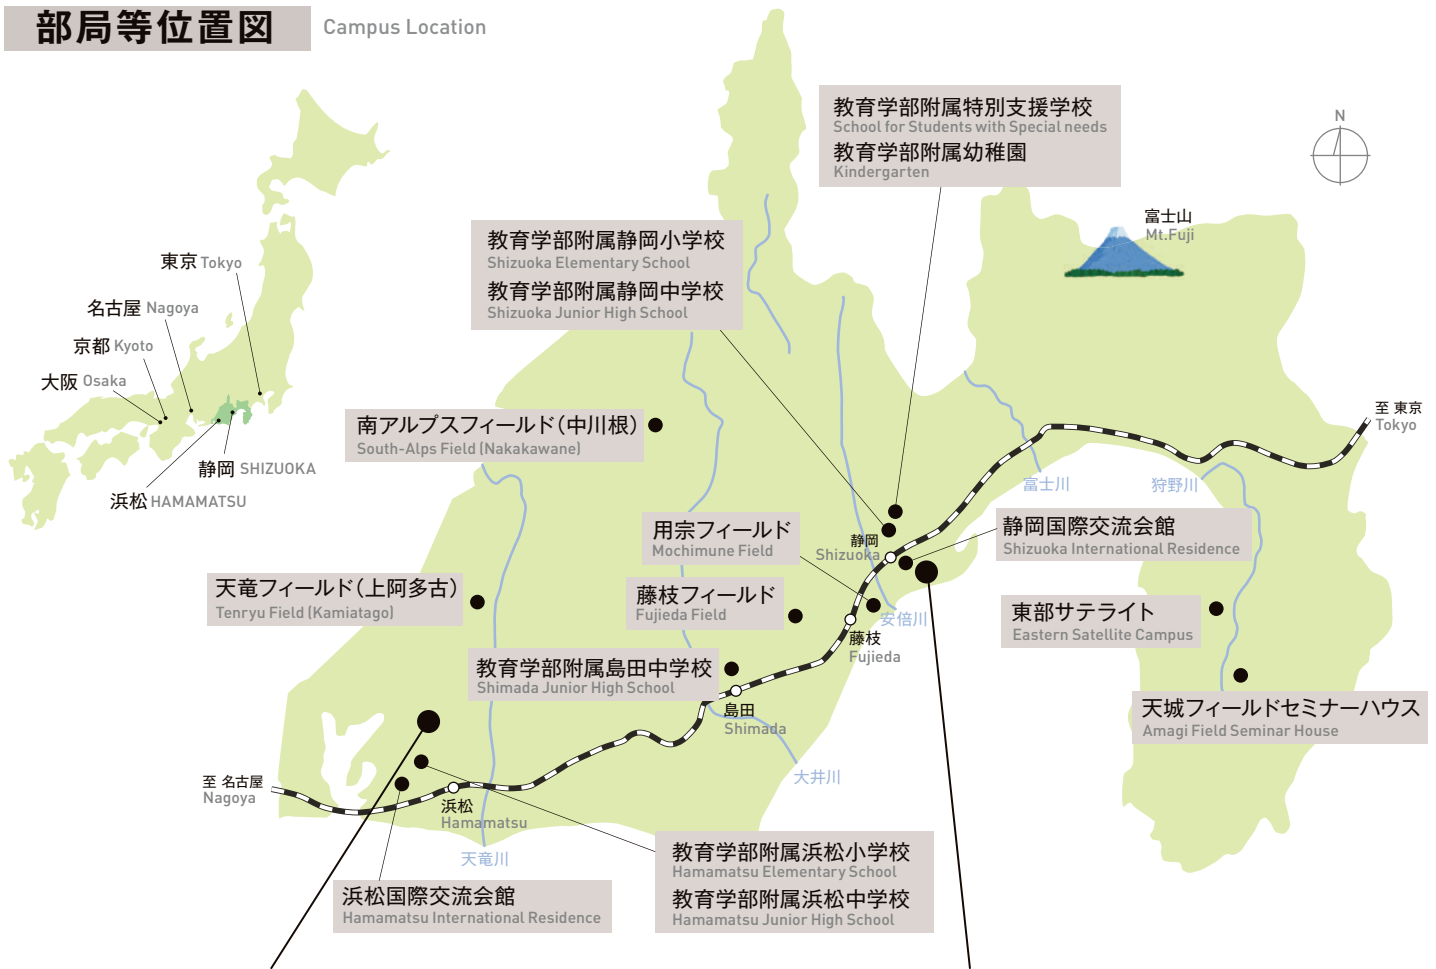 部局等位置図
Campus Location
教育学部附属特別支援学校
School for Students with Special needs
教育学部附属幼稚園
Kindergarten
N
富士山
Mt.Fuji
教育学部附属静岡小学校
Shizuoka Elementary School
教育学部附属静岡中学校
Shizuoka Junior High School
東京 Tokyo
名古屋 Nagoya
京都 Kyoto
大阪 Osaka
静岡 SHIZUOKA
浜松 HAMAMATSU
南アルプスフィールド（中川根）
South-Alps Field (Nakakawane)
至 東京
Tokyo
富士川
狩野川
用宗フィールド
Mochimune Field
静岡
Shizuoka
静岡国際交流会館
Shizuoka International Residence
天竜フィールド（上阿多古）
Tenryu Field (Kamiatago)
藤枝フィールド
Fujieda Field
安倍川
東部サテライト
Eastern Satellite Campus
藤枝
Fujieda
教育学部附属島田中学校
Shimada Junior High School
島田
Shimada
天城フィールドセミナーハウス
Amagi Field Seminar House
大井川
至 名古屋
Nagoya
浜松
Hamamatsu
天竜川
教育学部附属浜松小学校
Hamamatsu Elementary School
教育学部附属浜松中学校
Hamamatsu Junior High School
浜松国際交流会館
Hamamatsu International Residence